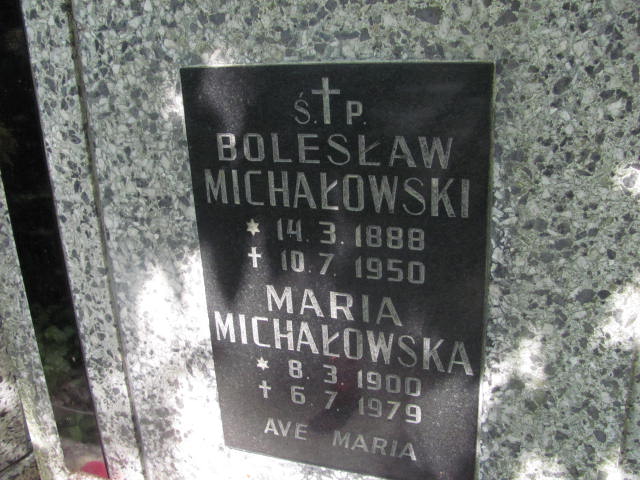 Ś.†P.
BOLESŁAW
MICHAŁOWSKI
* 14. 3. 1888
† 10. 7. 1950
MARIA
MICHAŁOWSKA
* 8. 3. 1900
† 6. 7. 1979
AVE MARIA